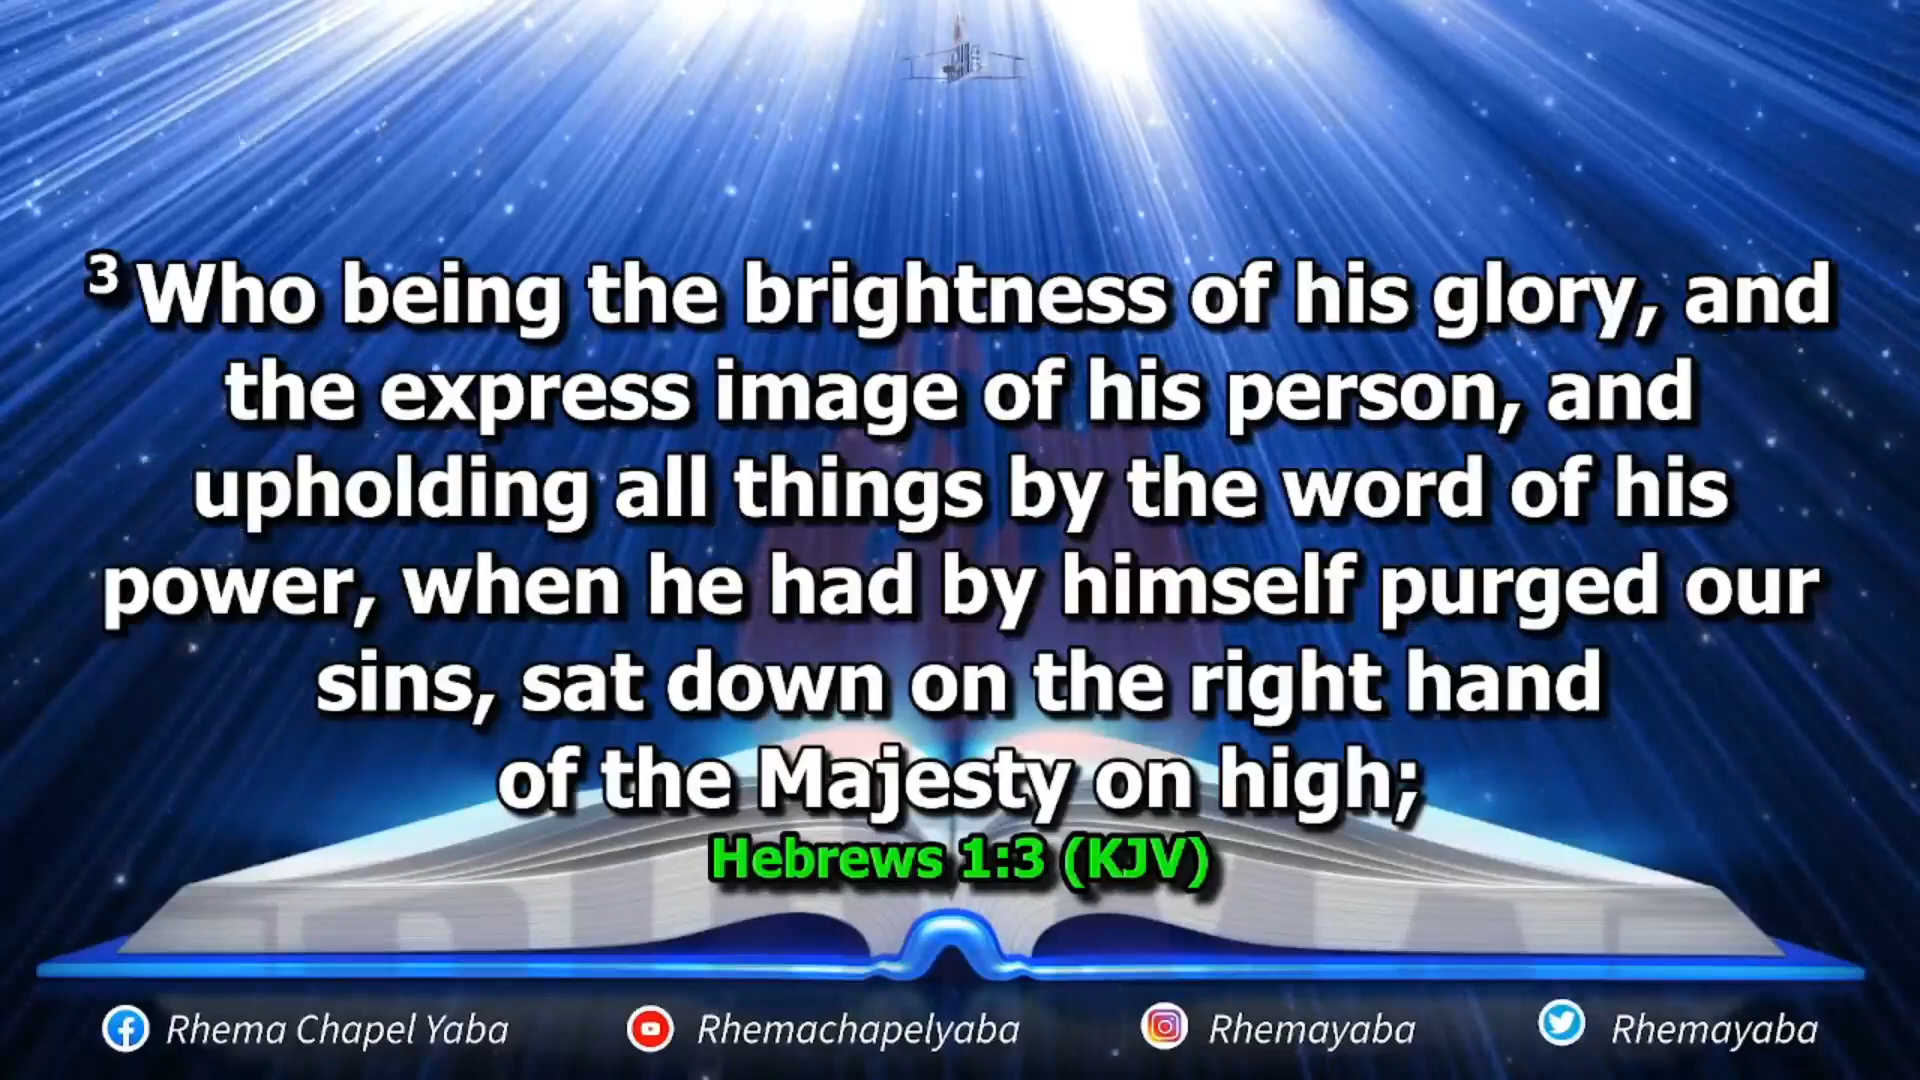 3 Who being the brightness of his glory, and
the express image of his person, and
upholding all things by the word of his
power, when he had by himself purged our
sins, sat down on the right hand
of the Majesty on high;
Hebrews 1:3 (KJV)
Rhema Chapel Yaba
Rhemachapelyaba
Rhemayaba
Rhemayaba